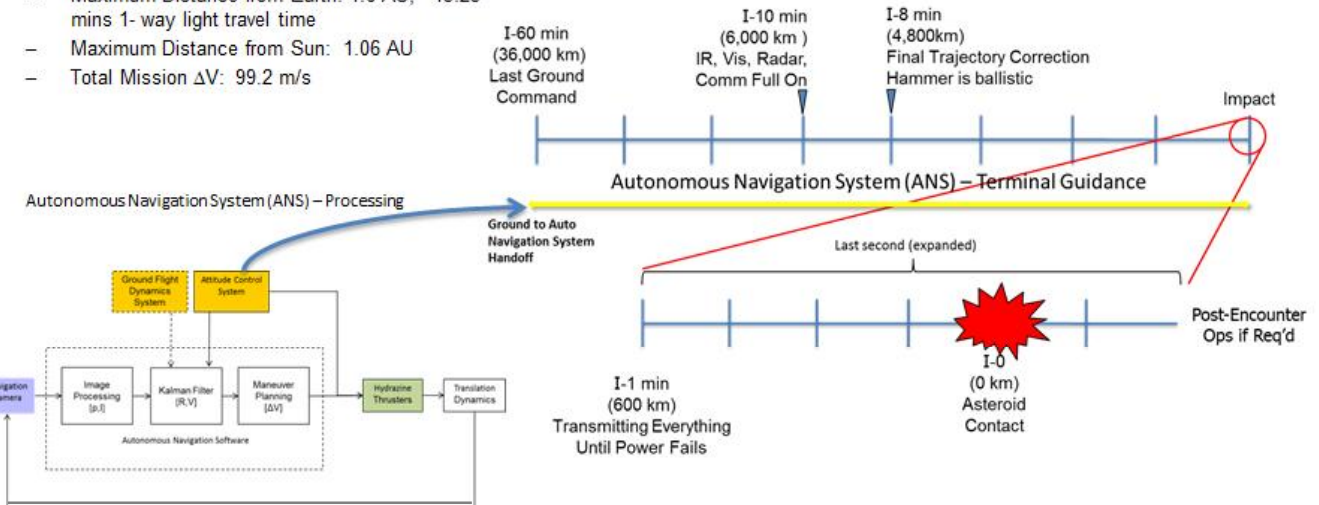 mins 1- way light travel time
– Maximum Distance from Sun: 1.06 AU
– Total Mission ΔV: 99.2 m/s
I-60 min
(36,000 km)
Last Ground
Command
I-10 min
(6,000 km )
IR, Vis, Radar,
Comm Full On
I-8 min
(4,800km)
Final Trajectory Correction
Hammer is ballistic
Impact
Autonomous Navigation System (ANS) – Terminal Guidance
Autonomous Navigation System (ANS) – Processing
Ground to Auto
Navigation System
Handoff
Last second (expanded)
Ground Flight
Dynamics
System
Attitude Control
System
Image
Processing
[p,l]
Kalman Filter
[R,V]
Maneuver
Planning
[ΔV]
Hydrazine
Thrusters
Translation
Dynamics
Autonomous Navigation Software
I-1 min
(600 km)
Transmitting Everything
Until Power Fails
I-0
(0 km)
Asteroid
Contact
Post-Encounter
Ops if Req'd